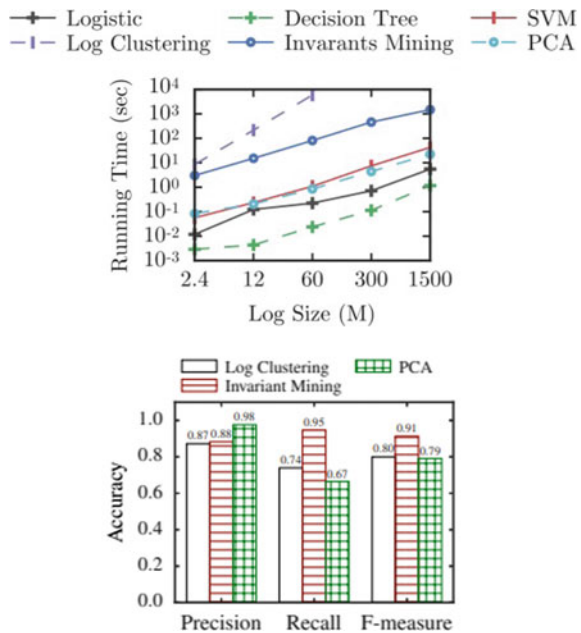 Logistic Decision Tree SVM
Log Clustering Invarants Mining PCA
Running Time (sec)
10^4
10^3
10^2
10^1
10^0
10^-1
10^-2
10^-3
2.4 12 60 300 1500
Log Size (M)
Log Clustering PCA
Invariant Mining
Accuracy
1.0
0.8
0.6
0.4
0.2
0.0
0.87 0.88 0.98 0.74 0.95 0.67 0.80 0.91 0.79
Precision Recall F-measure